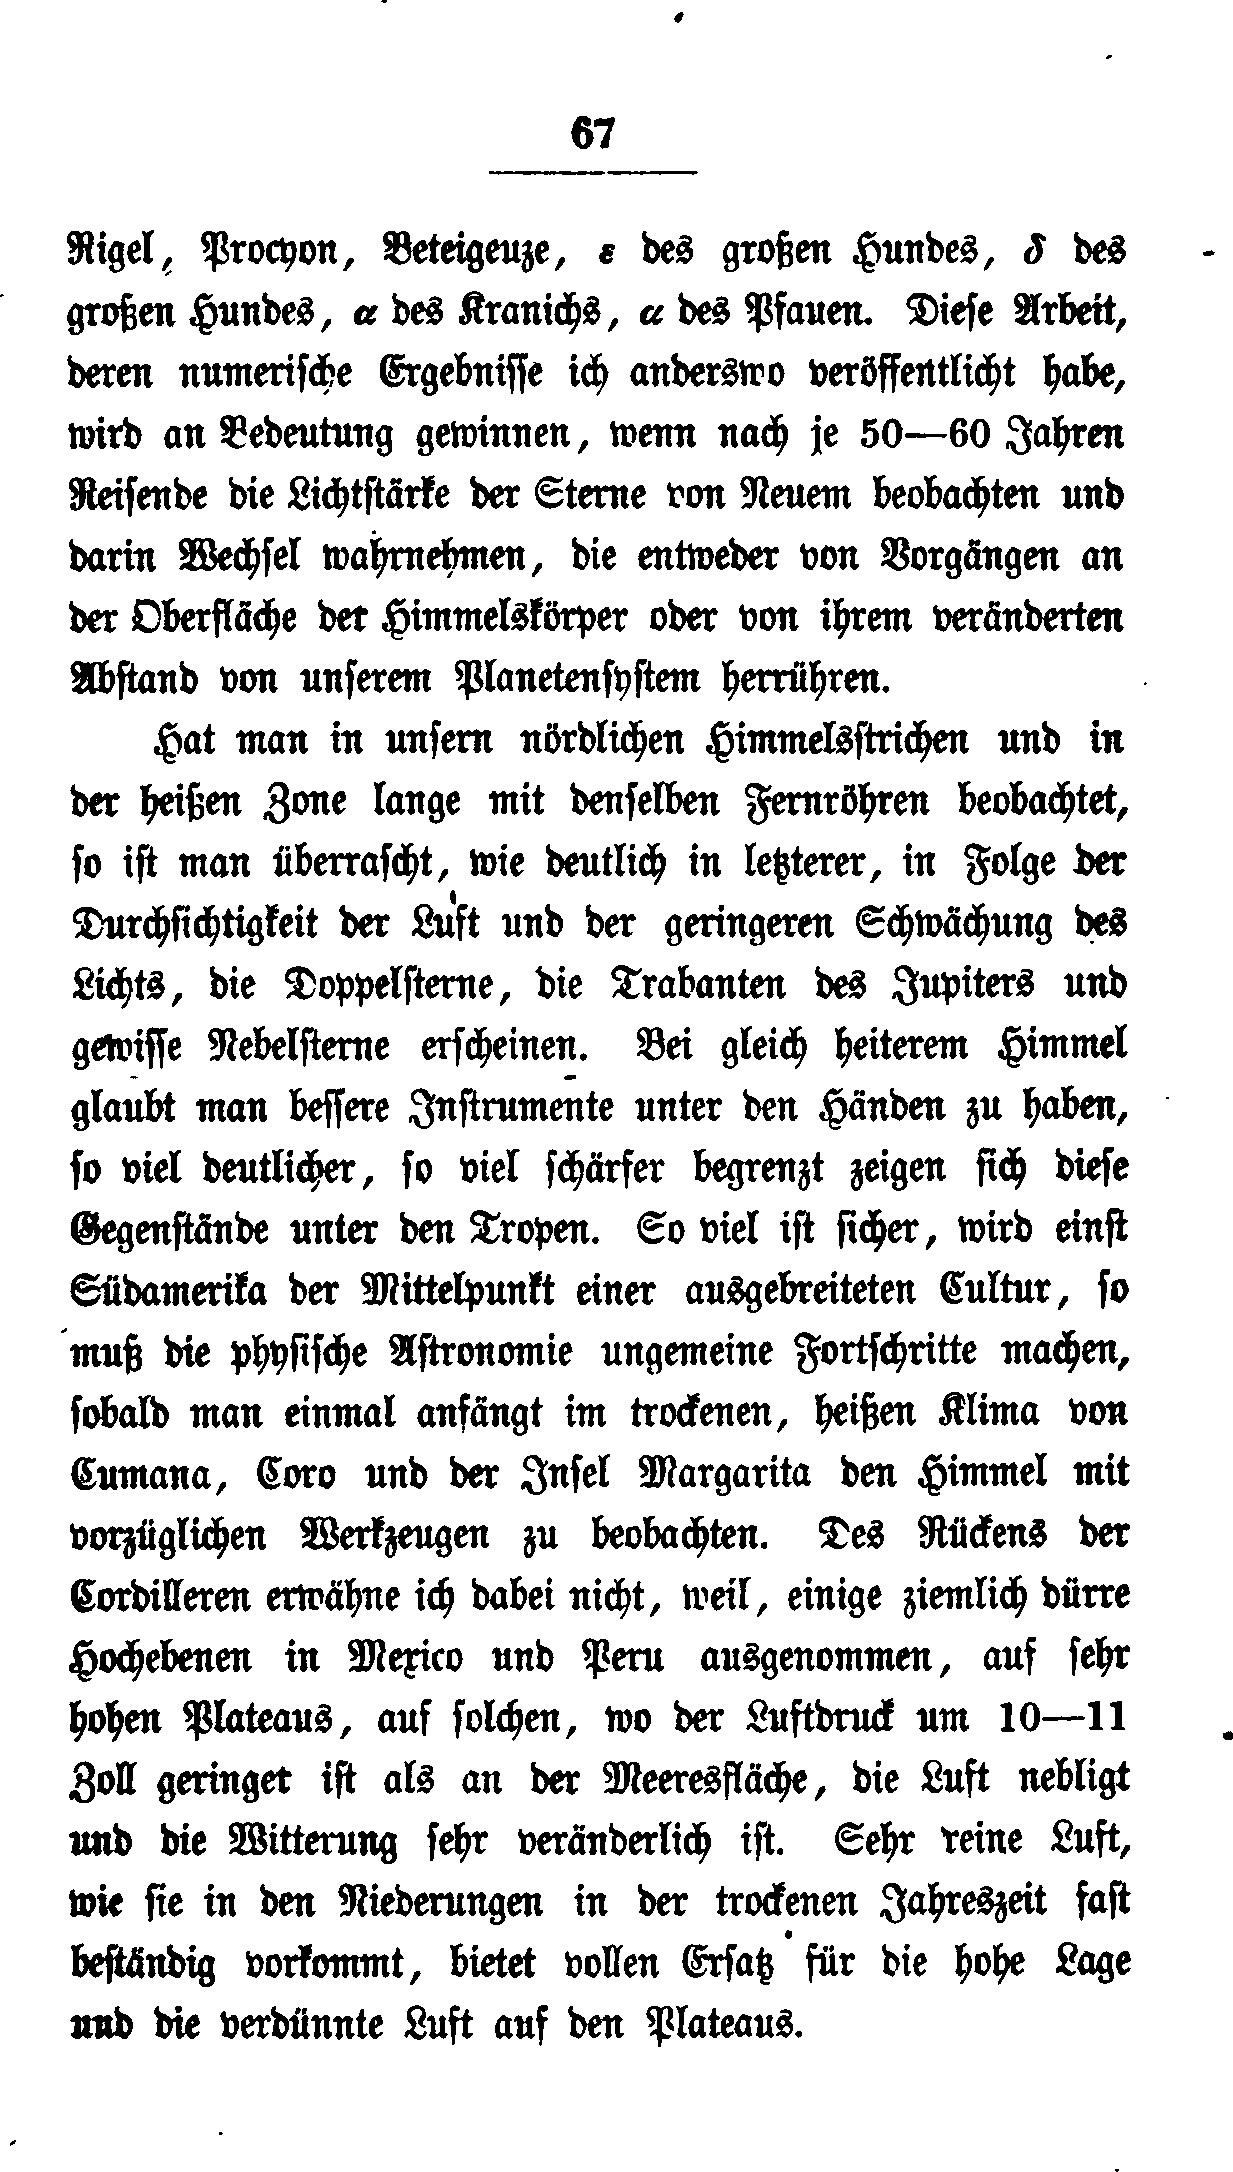 67
Rigel, Procyon, Beteigeuze, ε des großen Hundes, δ des
großen Hundes, α des Kranichs, α des Pfauen. Diese Arbeit,
deren numerische Ergebnisse ich anderswo veröffentlicht habe,
wird an Bedeutung gewinnen, wenn nach je 50—60 Jahren
Reisende die Lichtstärke der Sterne von Neuem beobachten und
darin Wechsel wahrnehmen, die entweder von Vorgängen an
der Oberfläche der Himmelskörper oder von ihrem veränderten
Abstand von unserem Planetensystem herrühren.
Hat man in unsern nördlichen Himmelsstrichen und in
der heißen Zone lange mit denselben Fernröhren beobachtet,
so ist man überrascht, wie deutlich in letzterer, in Folge der
Durchsichtigkeit der Luft und der geringeren Schwächung des
Lichts, die Doppelsterne, die Trabanten des Jupiters und
gewisse Nebelsterne erscheinen. Bei gleich heiterem Himmel
glaubt man bessere Instrumente unter den Händen zu haben,
so viel deutlicher, so viel schärfer begrenzt zeigen sich diese
Gegenstände unter den Tropen. So viel ist sicher, wird einst
Südamerika der Mittelpunkt einer ausgebreiteten Cultur, so
muß die physische Astronomie ungemeine Fortschritte machen,
sobald man einmal anfängt im trockenen, heißen Klima von
Cumana, Coro und der Insel Margarita den Himmel mit
vorzüglichen Werkzeugen zu beobachten. Des Rückens der
Cordilleren erwähne ich dabei nicht, weil, einige ziemlich dürre
Hochebenen in Mexico und Peru ausgenommen, auf sehr
hohen Plateaus, auf solchen, wo der Luftdruck um 10—11
Zoll geringet ist als an der Meeresfläche, die Luft nebligt
und die Witterung sehr veränderlich ist. Sehr reine Luft,
wie sie in den Niederungen in der trockenen Jahreszeit fast
beständig vorkommt, bietet vollen Ersatz für die hohe Lage
und die verdünnte Luft auf den Plateaus.